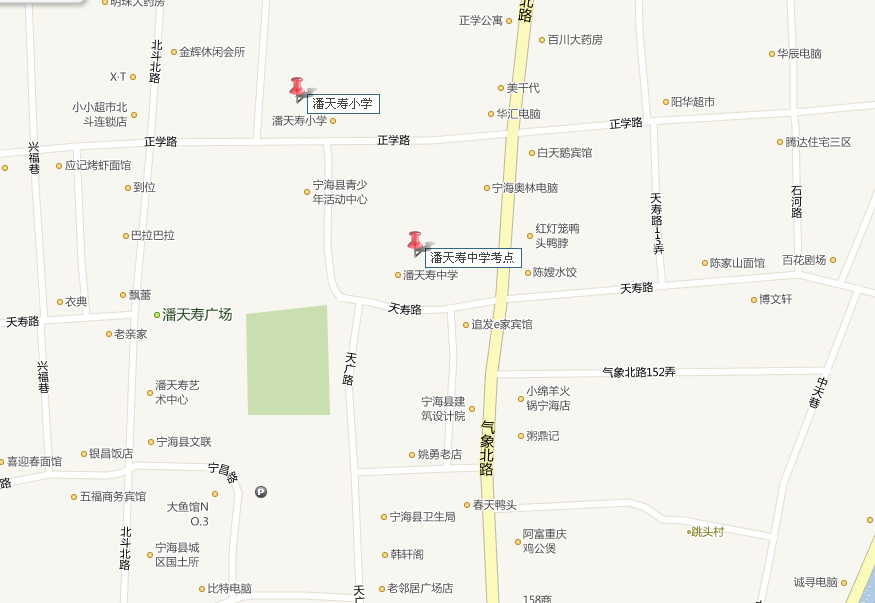 明珠大药房
正学公寓
北路
百川大药房
金辉休闲会所
北斗北路
华辰电脑
X·T
美千代
潘天寿小学
阳华超市
小小超市北
斗连锁店
潘天寿小学
华汇电脑
正学路
正学路
正学路
腾达住宅三区
兴福巷
应记烤虾面馆
白天鹅宾馆
到位
宁海县青少
年活动中心
宁海奥林电脑
石河路
天寿路13弄
巴拉巴拉
红灯笼鸭
头鸭脖
潘天寿中学考点
陈家山面馆
百花剧场
潘天寿中学
陈嫂水饺
天寿路
衣典
飘蕾
博文轩
天寿路
天寿路
潘天寿广场
追发e家宾馆
老亲家
兴福巷
天广路
气象北路152弄
中大巷
潘天寿艺
术中心
小绵羊火
锅宁海店
宁海县建
筑设计院
气象北路
宁海县文联
粥鼎记
银昌饭店
姚勇老店
喜迎春面馆
宁昌路
路
五福商务宾馆
P
大鱼馆N
O.3
春天鸭头
宁海县卫生局
北斗北路
阿富重庆
鸡公煲
跳头村
宁海县城
区国土所
韩轩阁
比特电脑
老邻居广场店
诚寻电脑
天广
158商